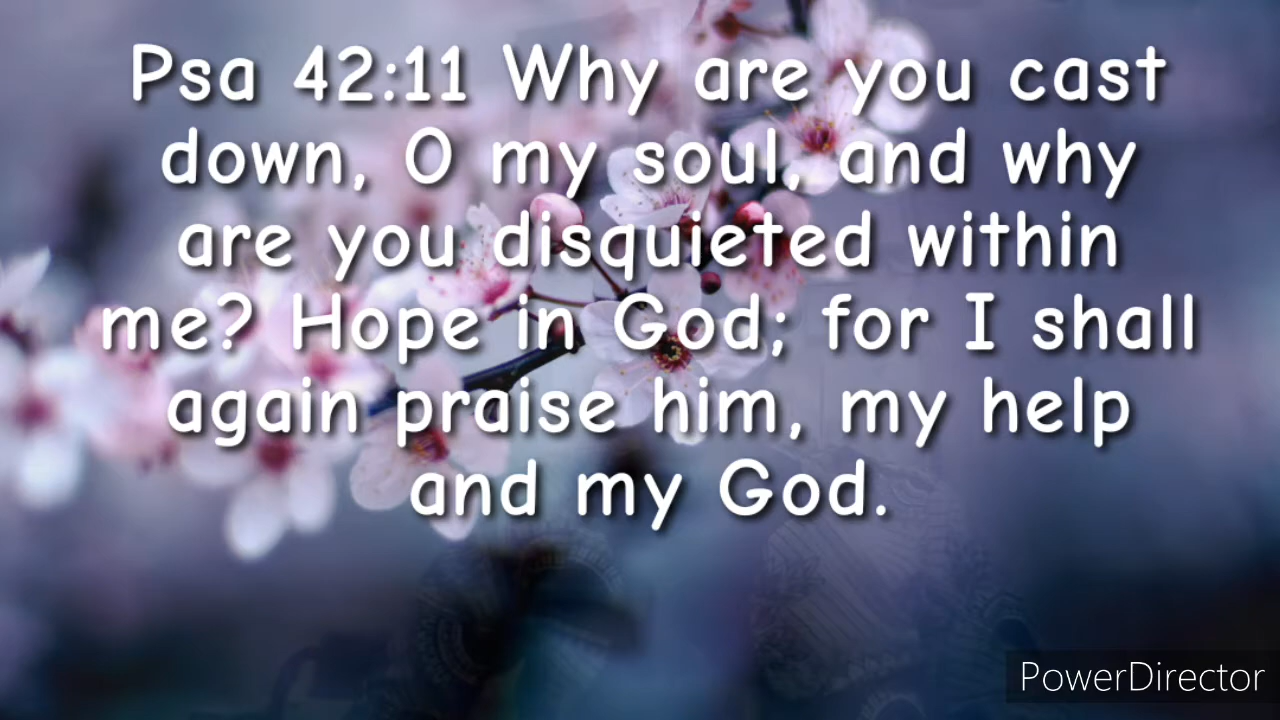 Psa 42:11 Why are you cast
down, O my soul, and why
are you disquieted within
me? Hope in God; for I shall
again praise him, my help
and my God.
PowerDirector